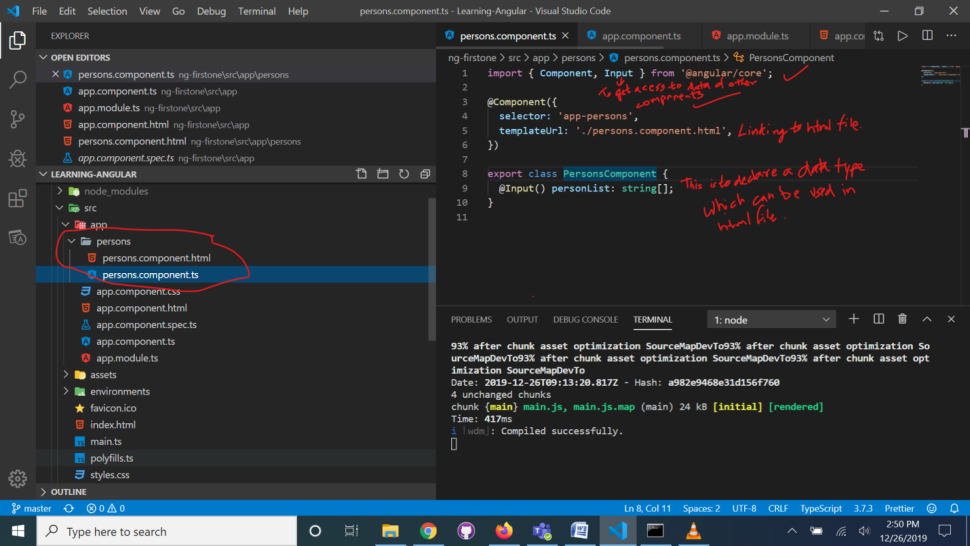 File Edit Selection View Go Debug Terminal Help
persons.component.ts - Learning-Angular - Visual Studio Code
EXPLORER
OPEN EDITORS
persons.component.ts ng-firstone\src\app\persons
app.component.ts ng-firstone\src\app
app.module.ts ng-firstone\src\app
app.component.html ng-firstone\src\app
persons.component.html ng-firstone\src\app\persons
app.component.spec.ts ng-firstone\src\app
LEARNING-ANGULAR
node_modules
src
app
persons
persons.component.html
persons.component.ts
app.component.css
app.component.html
app.component.spec.ts
app.component.ts
app.module.ts
assets
environments
favicon.ico
index.html
main.ts
polyfills.ts
styles.css
OUTLINE
persons.component.ts
app.component.ts
app.module.ts
app.co
ng-firstone > src > app > persons > persons.component.ts > PersonsComponent
1 import { Component, Input } from '@angular/core';
2
To get acess to data of other
components
3 @Component({
4 selector: 'app-persons',
5 templateUrl: './persons.component.html', Linking to html file.
6 })
7
8 export class PersonsComponent {
9 @Input() personList: string[];
10 }
11
This is to declare a data type
which can be used in
html file.
PROBLEMS OUTPUT DEBUG CONSOLE TERMINAL
1: node
93% after chunk asset optimization SourceMapDevTo93% after chunk asset optimization So
urceMapDevTo93% after chunk asset optimization SourceMapDevTo93% after chunk asset opt
imization SourceMapDevTo
Date: 2019-12-26T09:13:20.817Z - Hash: a982e9468e31d156f760
4 unchanged chunks
chunk {main} main.js, main.js.map (main) 24 kB [initial] [rendered]
Time: 417ms
i ｢wdm｣: Compiled successfully.
master 0 0
Ln 8, Col 11 Spaces: 2 UTF-8 CRLF TypeScript 3.7.3 Prettier
Type here to search
2:50 PM
12/26/2019